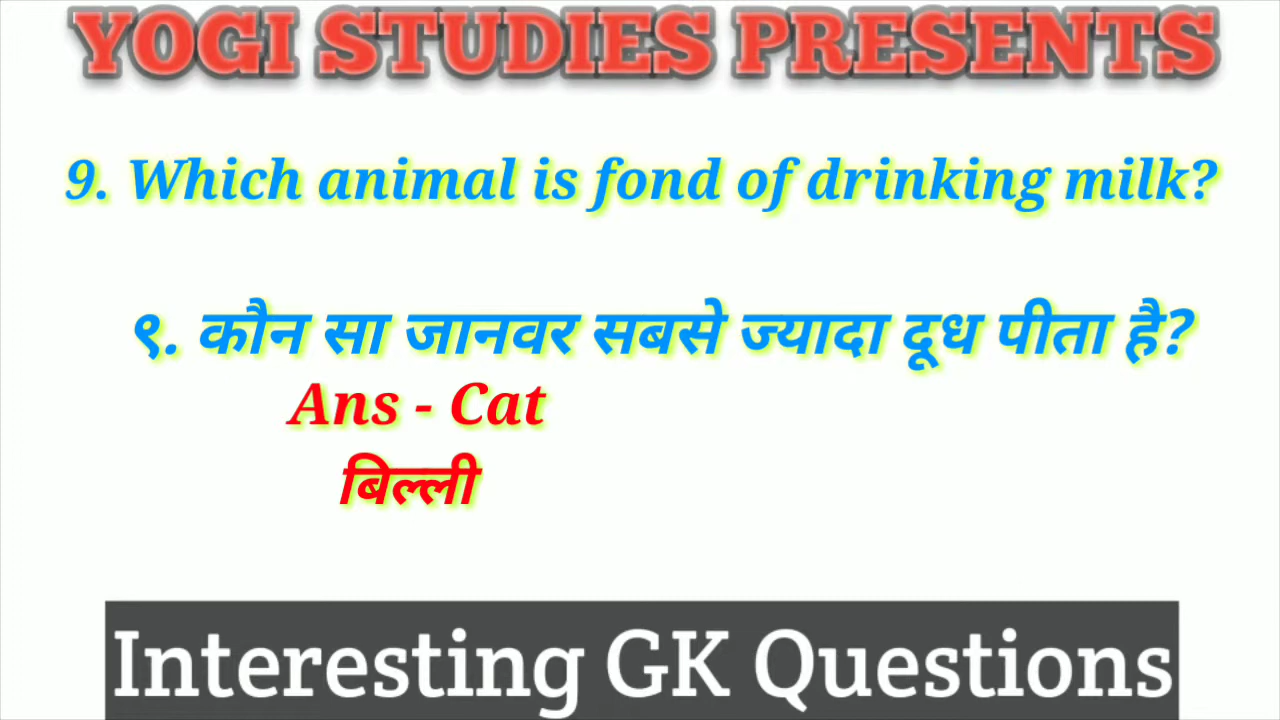 YOGI STUDIES PRESENTS
9. Which animal is fond of drinking milk?
९. कौन सा जानवर सबसे ज्यादा दूध पीता है?
Ans - Cat
बिल्ली
Interesting GK Questions